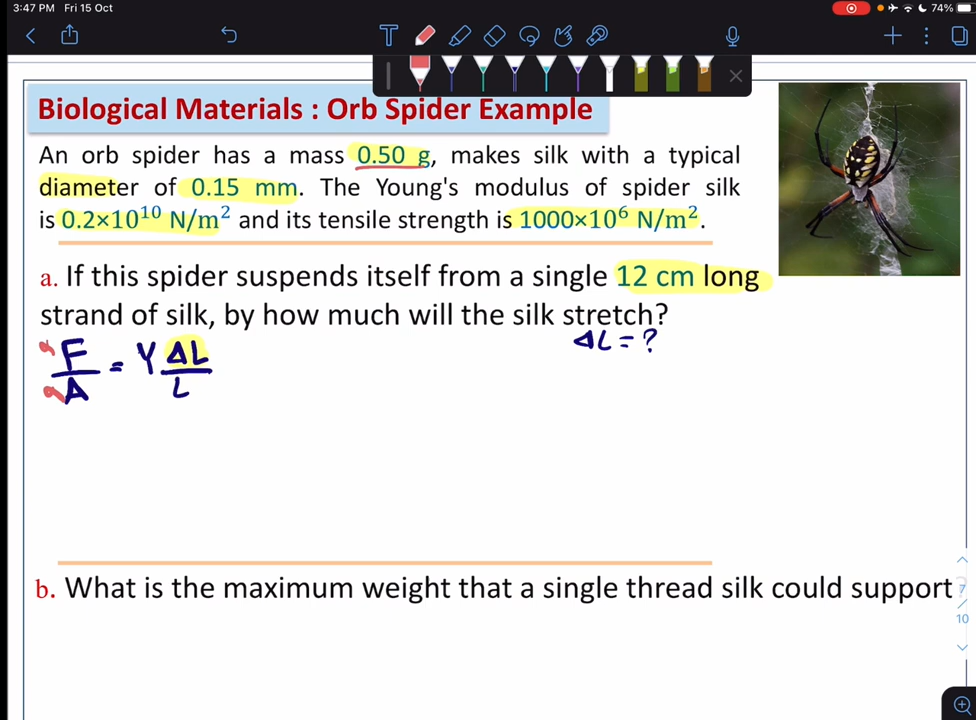 3:47 PM Fri 15 Oct 74%
T
Biological Materials : Orb Spider Example
An orb spider has a mass 0.50 g, makes silk with a typical
diameter of 0.15 mm. The Young's modulus of spider silk
is 0.2×10¹⁰ N/m² and its tensile strength is 1000×10⁶ N/m².
a. If this spider suspends itself from a single 12 cm long
strand of silk, by how much will the silk stretch?
ΔL = ?
F/A = Y ΔL/L
b. What is the maximum weight that a single thread silk could support?
7/10